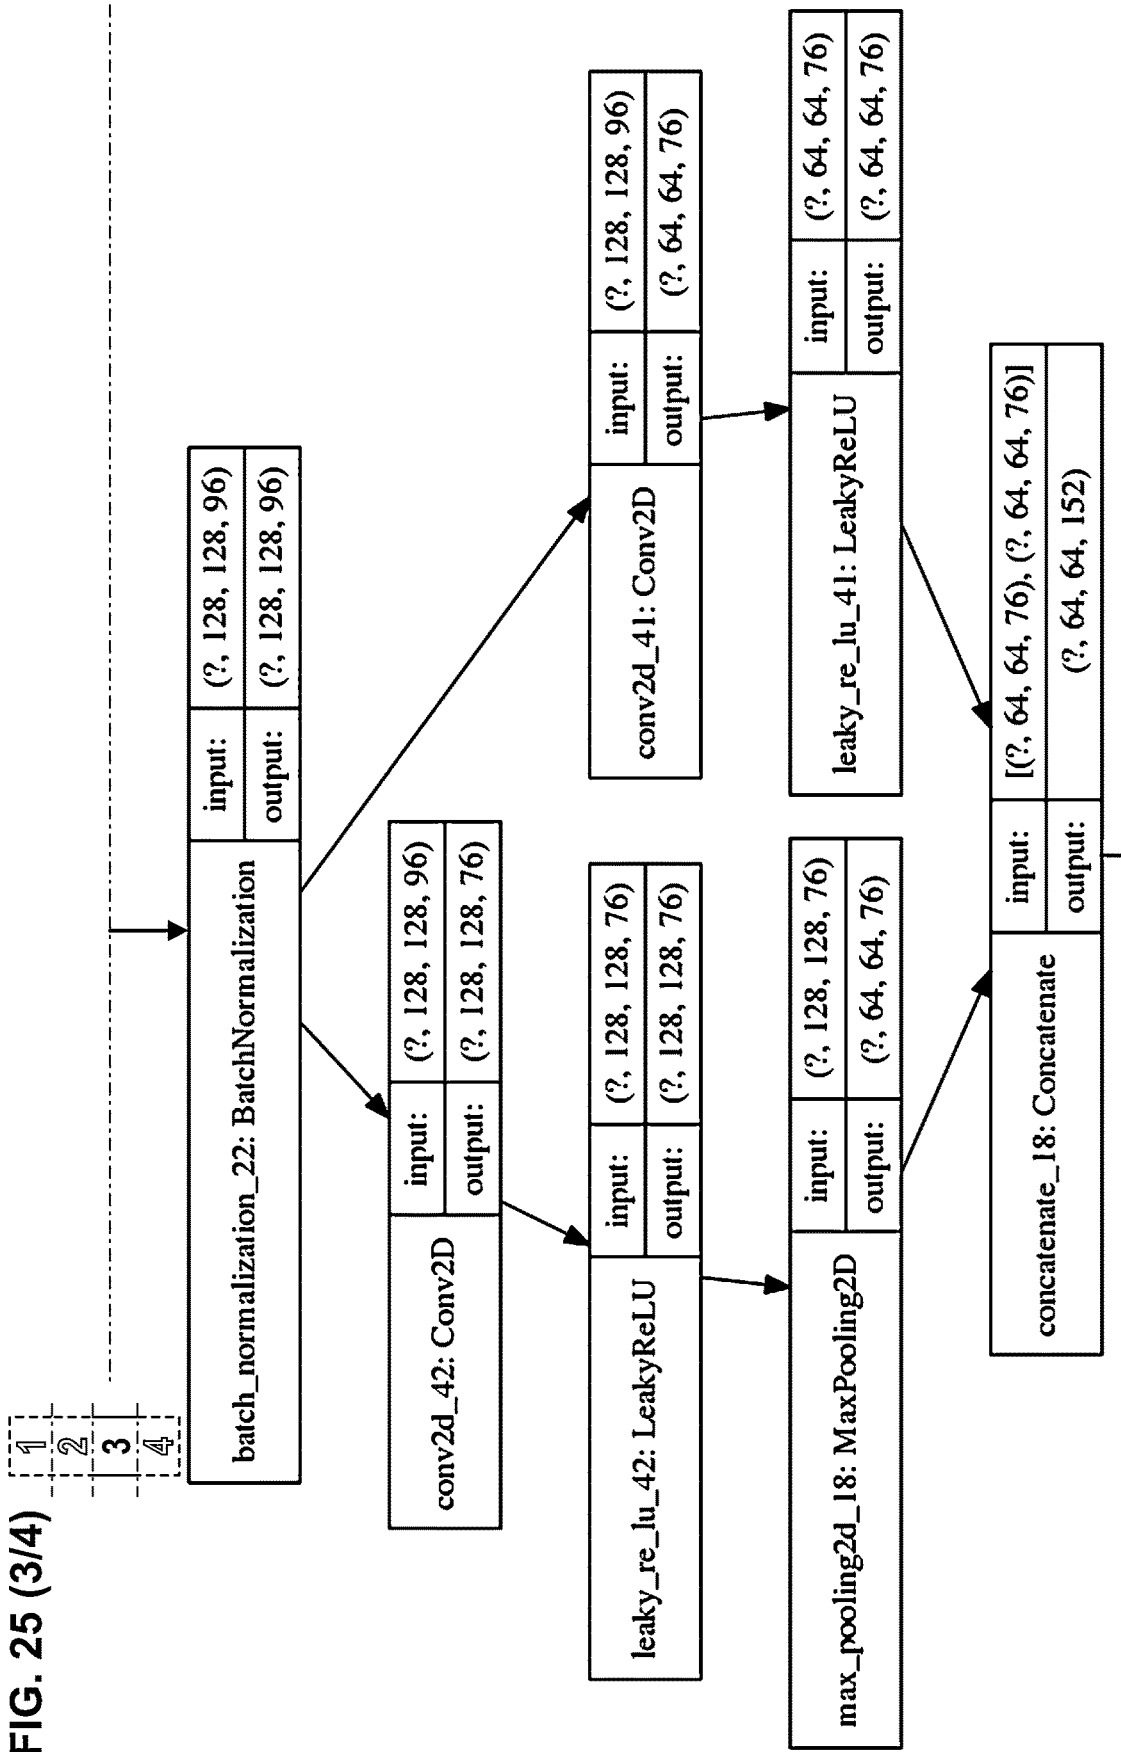 FIG. 25 (3/4)
1
2
3
4
batch_normalization_22: BatchNormalization
input:
(?, 128, 128, 96)
output:
(?, 128, 128, 96)
conv2d_42: Conv2D
input:
(?, 128, 128, 96)
output:
(?, 128, 128, 76)
leaky_re_lu_42: LeakyReLU
input:
(?, 128, 128, 76)
output:
(?, 128, 128, 76)
conv2d_41: Conv2D
input:
(?, 128, 128, 96)
output:
(?, 64, 64, 76)
max_pooling2d_18: MaxPooling2D
input:
(?, 128, 128, 76)
output:
(?, 64, 64, 76)
leaky_re_lu_41: LeakyReLU
input:
(?, 64, 64, 76)
output:
(?, 64, 64, 76)
concatenate_18: Concatenate
input:
[(?, 64, 64, 76), (?, 64, 64, 76)]
output:
(?, 64, 64, 152)